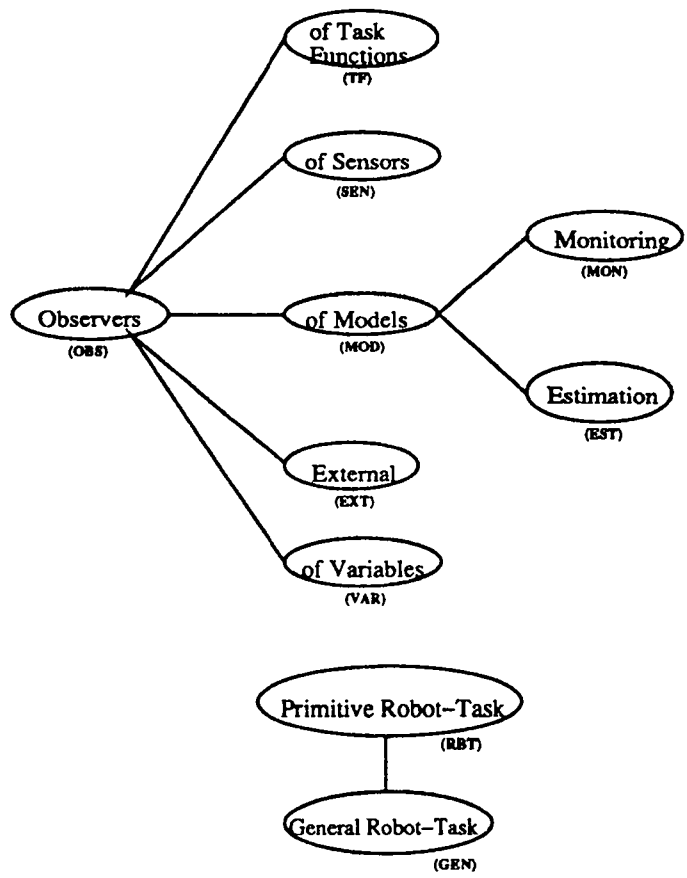 of Task
Functions
(TF)
of Sensors
(SEN)
Monitoring
(MON)
Observers
(OBS)
of Models
(MOD)
Estimation
(EST)
External
(EXT)
of Variables
(VAR)
Primitive Robot-Task
(RBT)
General Robot-Task
(GEN)